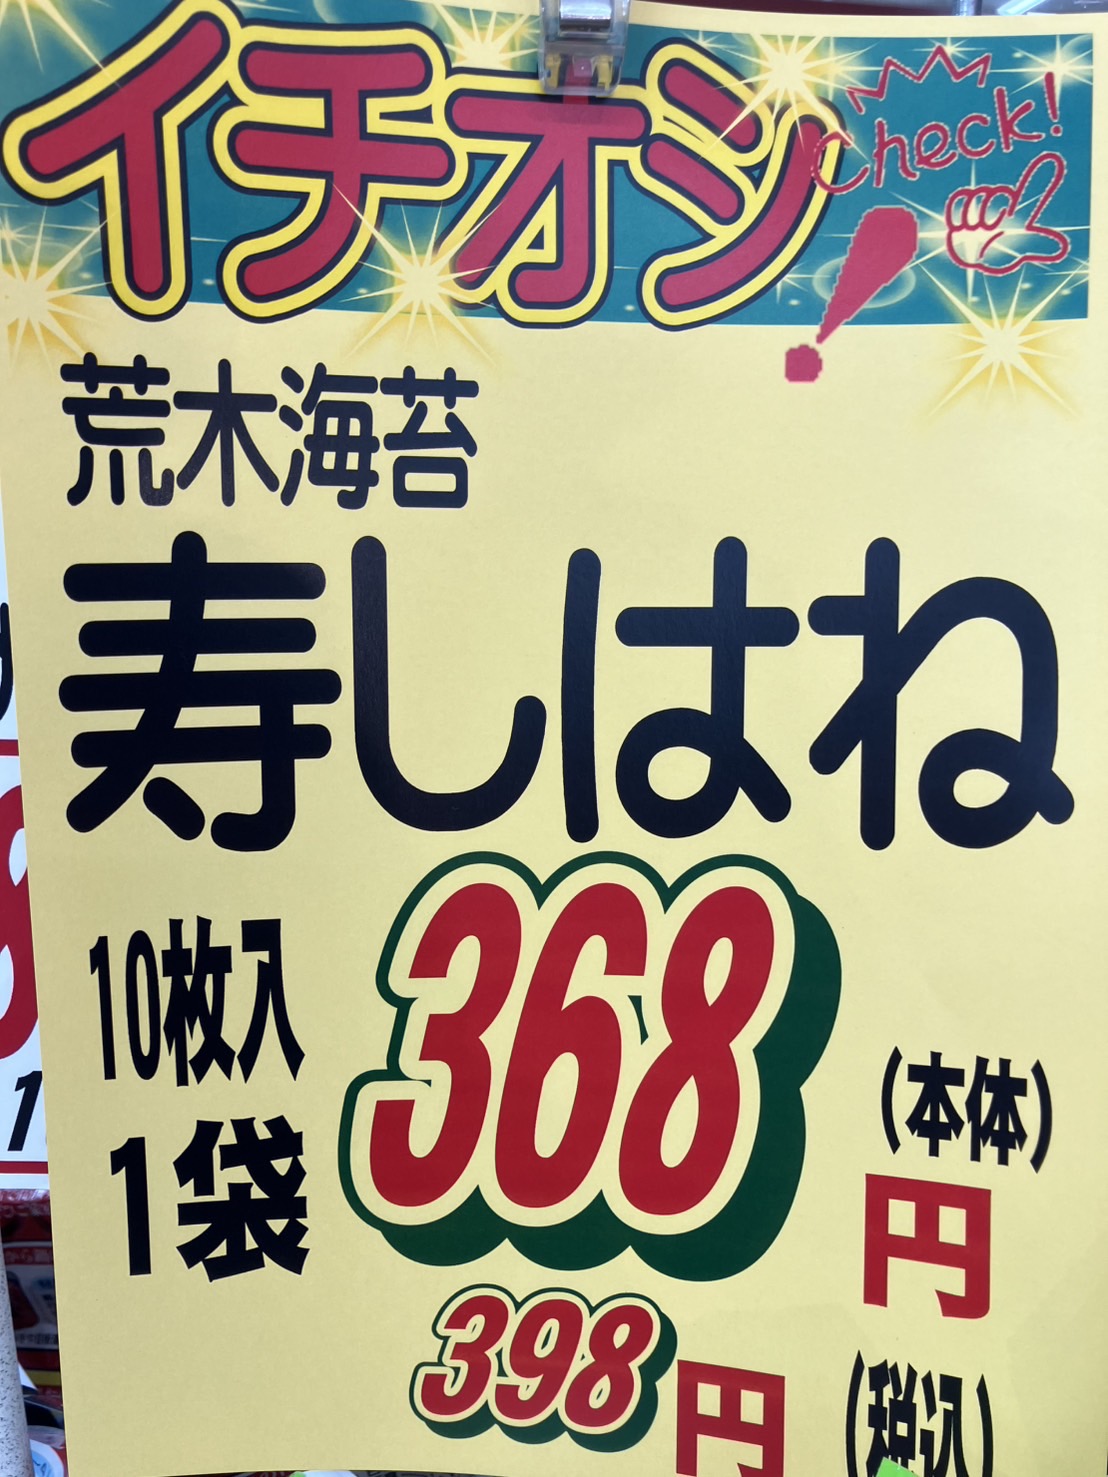 イチオシ!
Check!
荒木海苔
寿しはね
10枚入
1袋
368
(本体)
円
398円
(税込)